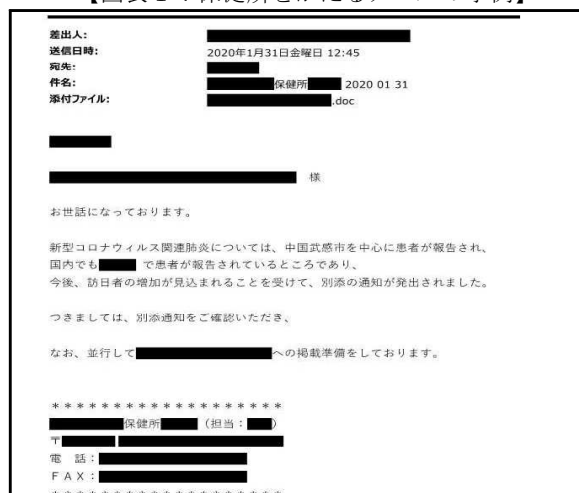 保健所をかたるメールの事例】
差出人:
送信日時: 2020年1月31日金曜日 12:45
宛先:
件名: 保健所 2020 01 31
添付ファイル: .doc
様
お世話になっております。
新型コロナウィルス関連肺炎については、中国武感市を中心に患者が報告され、
国内でも で患者が報告されているところであり、
今後、訪日者の増加が見込まれることを受けて、別添の通知が発出されました。
つきましては、別添通知をご確認いただき、
なお、並行して への掲載準備をしております。
＊＊＊＊＊＊＊＊＊＊＊＊＊＊＊＊＊＊
保健所 （担当： ）
〒
電　話：
ＦＡＸ：
＊＊＊＊＊＊＊＊＊＊＊＊＊＊＊＊＊＊